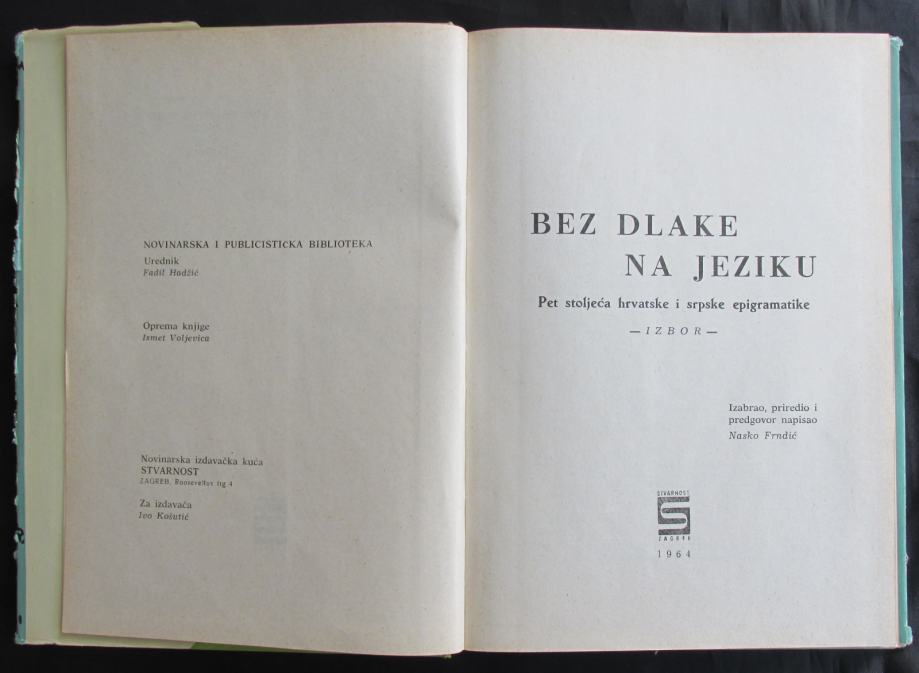 NOVINARSKA I PUBLICISTICKA BIBLIOTEKA
Urednik
Fadil Hadžić
Oprema knjige
Ismet Voljevica
Novinarska izdavačka kuća
STVARNOST
ZAGREB, Rooseveltov trg 4
Za izdavača
Ivo Košutić
BEZ DLAKE
NA JEZIKU
Pet stoljeća hrvatske i srpske epigramatike
— IZBOR —
Izabrao, priredio i
predgovor napisao
Nasko Frndić
STVARNOST
S
ZAGREB
1964